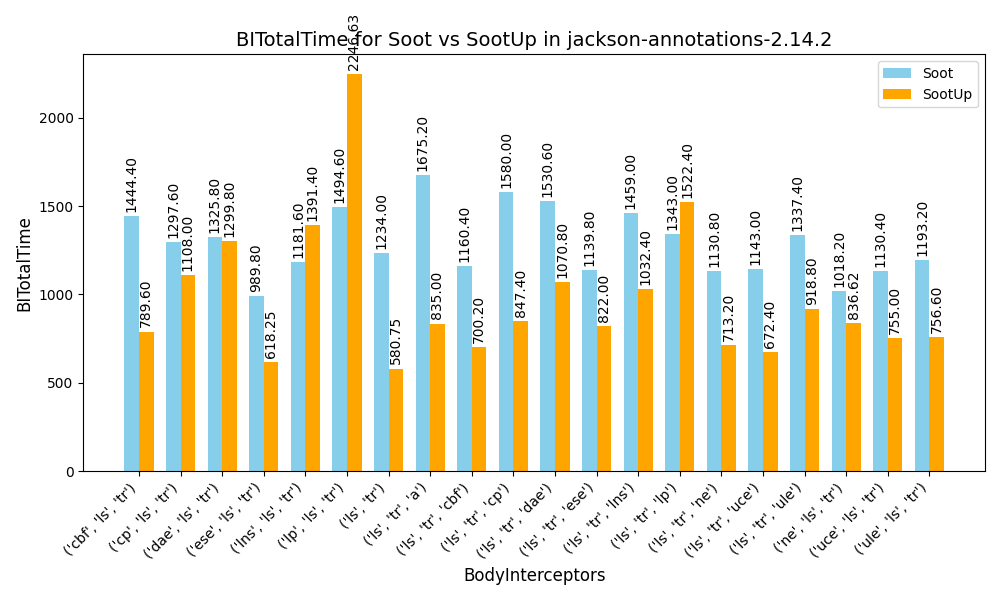 BITotalTime for Soot vs SootUp in jackson-annotations-2.14.2
Soot
SootUp
BITotalTime
2000
1500
1000
500
0
1444.40
789.60
1297.60
1108.00
1325.80
1299.80
989.80
618.25
1181.60
1391.40
1494.60
2246.63
1234.00
580.75
1675.20
835.00
1160.40
700.20
1580.00
847.40
1530.60
1070.80
1139.80
822.00
1459.00
1032.40
1343.00
1522.40
1130.80
713.20
1143.00
672.40
1337.40
918.80
1018.20
836.62
1130.40
755.00
1193.20
756.60
('cbf', 'ls', 'tr')
('cp', 'ls', 'tr')
('dae', 'ls', 'tr')
('ese', 'ls', 'tr')
('lns', 'ls', 'tr')
('lp', 'ls', 'tr')
('ls', 'tr')
('ls', 'tr', 'a')
('ls', 'tr', 'cbf')
('ls', 'tr', 'cp')
('ls', 'tr', 'dae')
('ls', 'tr', 'ese')
('ls', 'tr', 'lns')
('ls', 'tr', 'lp')
('ls', 'tr', 'ne')
('ls', 'tr', 'uce')
('ls', 'tr', 'ule')
('ne', 'ls', 'tr')
('uce', 'ls', 'tr')
('ule', 'ls', 'tr')
BodyInterceptors